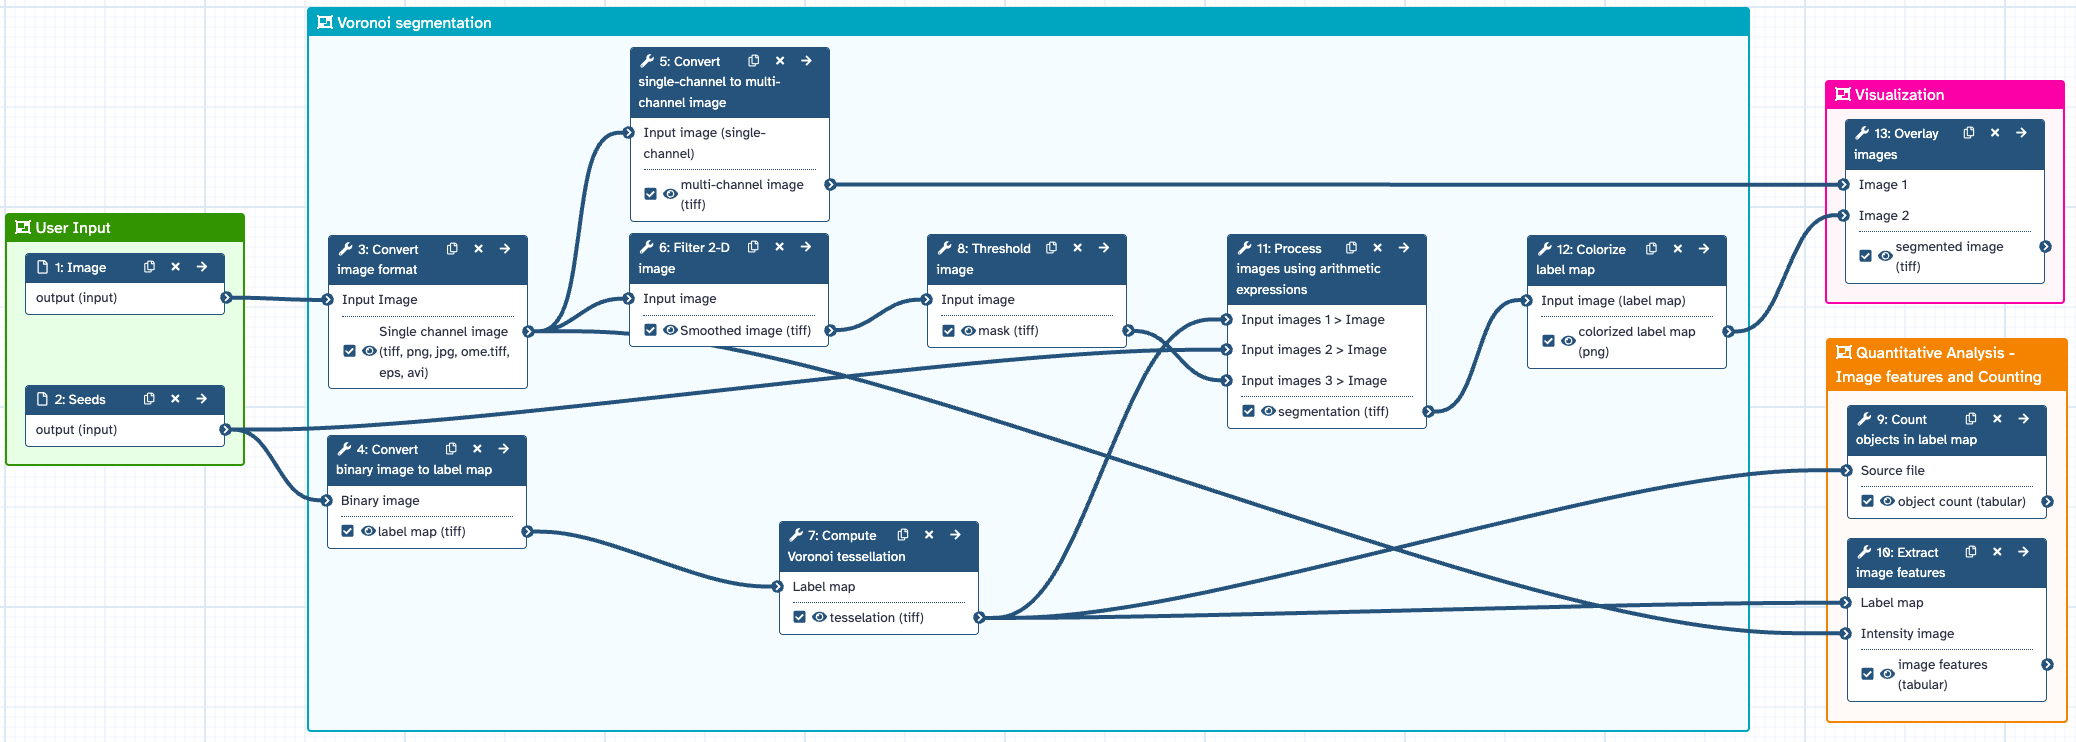 Voronoi segmentation
5: Convert
single-channel to multi-
channel image
Input image (single-
channel)
multi-channel image
(tiff)
Visualization
13: Overlay
images
Image 1
Image 2
segmented image
(tiff)
User Input
1: Image
output (input)
2: Seeds
output (input)
3: Convert
image format
Input Image
Single channel image
(tiff, png, jpg, ome.tiff,
eps, avi)
6: Filter 2-D
image
Input image
Smoothed image (tiff)
8: Threshold
image
Input image
mask (tiff)
11: Process
images using arithmetic
expressions
Input images 1 > Image
Input images 2 > Image
Input images 3 > Image
segmentation (tiff)
12: Colorize
label map
Input image (label map)
colorized label map
(png)
4: Convert
binary image to label map
Binary image
label map (tiff)
7: Compute
Voronoi tessellation
Label map
tesselation (tiff)
Quantitative Analysis -
Image features and Counting
9: Count
objects in label map
Source file
object count (tabular)
10: Extract
image features
Label map
Intensity image
image features
(tabular)